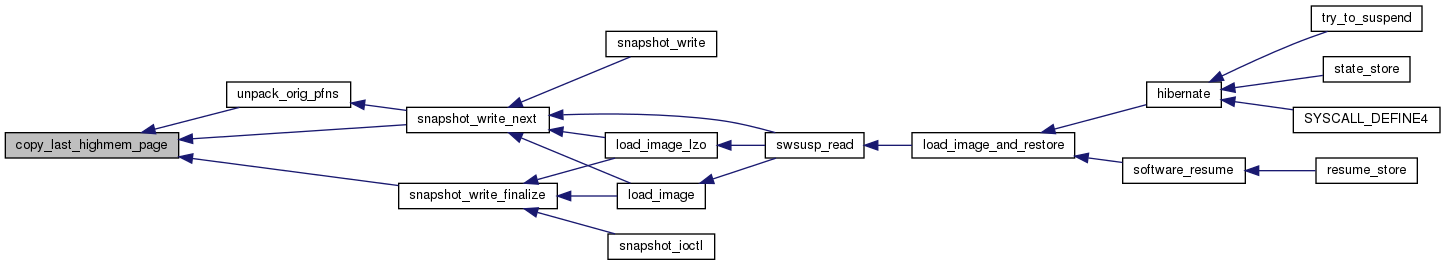 copy_last_highmem_page
unpack_orig_pfns
snapshot_write_next
snapshot_write_finalize
snapshot_write
load_image_lzo
load_image
snapshot_ioctl
swsusp_read
load_image_and_restore
hibernate
software_resume
try_to_suspend
state_store
SYSCALL_DEFINE4
resume_store